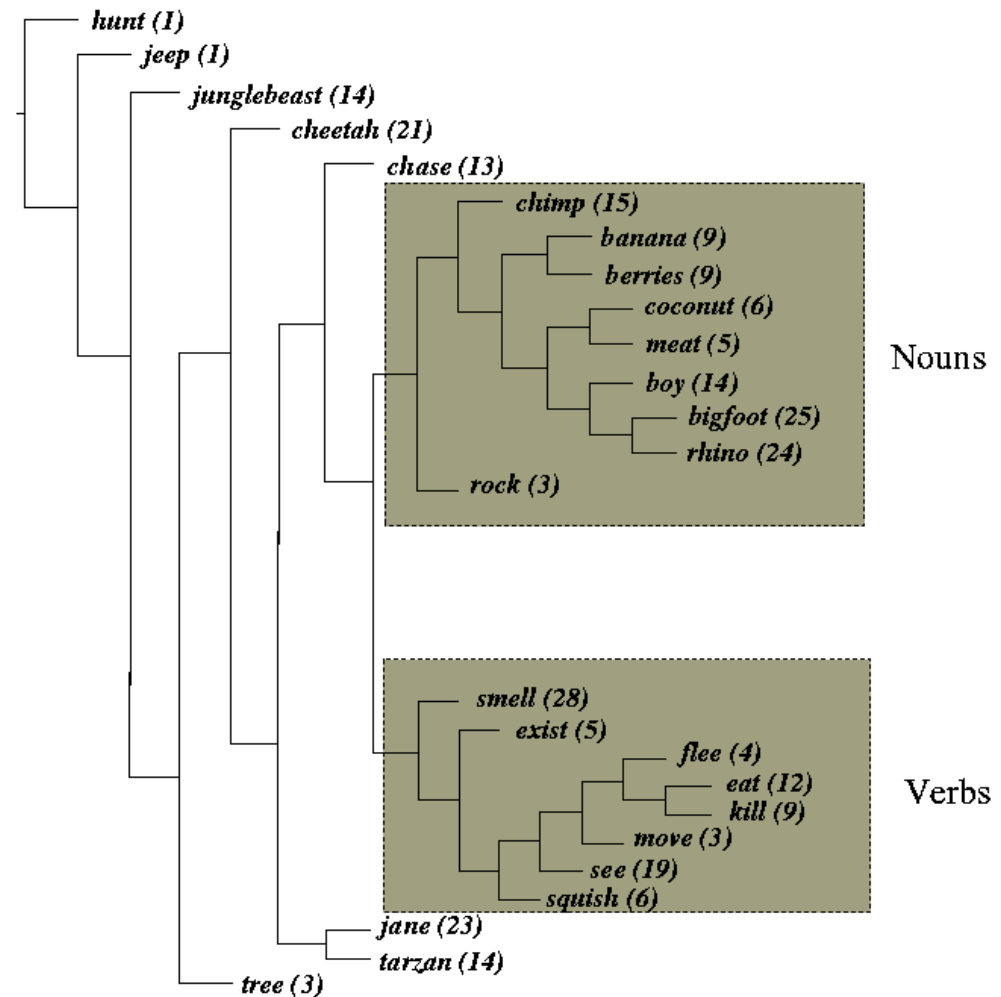 hunt (1)
jeep (1)
junglebeast (14)
cheetah (21)
chase (13)
chimp (15)
banana (9)
berries (9)
coconut (6)
meat (5)
Nouns
boy (14)
bigfoot (25)
rhino (24)
rock (3)
smell (28)
exist (5)
flee (4)
eat (12)
Verbs
kill (9)
move (3)
see (19)
squish (6)
jane (23)
tarzan (14)
tree (3)